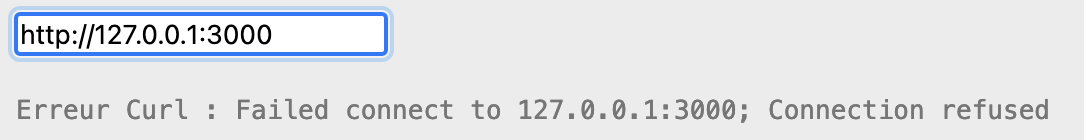 http://127.0.0.1:3000
Erreur Curl : Failed connect to 127.0.0.1:3000; Connection refused